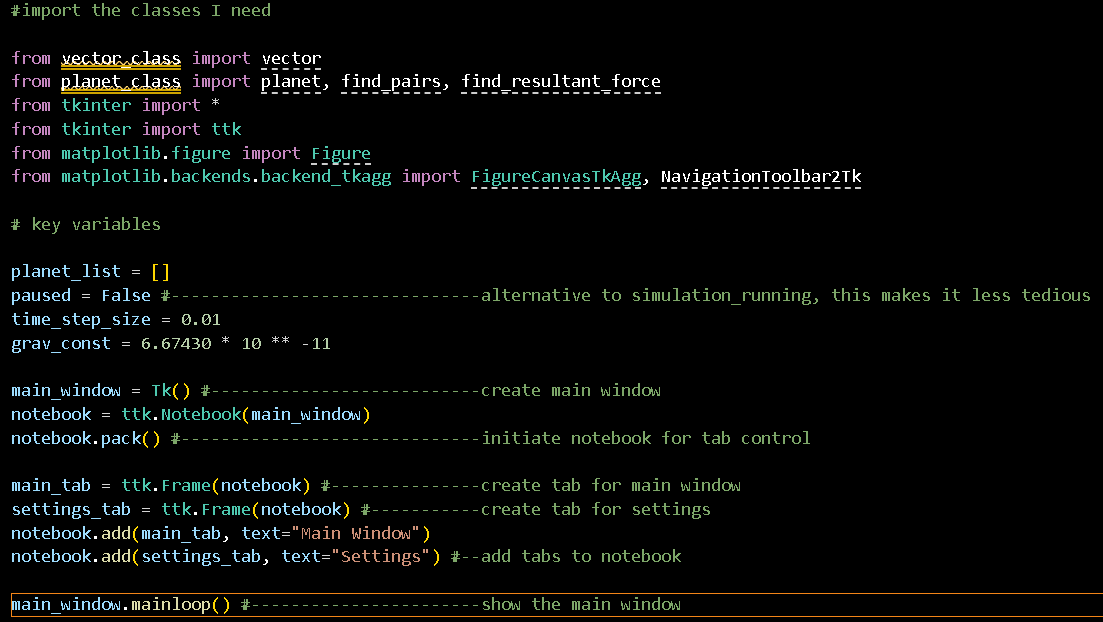 #import the classes I need
from vector_class import vector
from planet_class import planet, find_pairs, find_resultant_force
from tkinter import *
from tkinter import ttk
from matplotlib.figure import Figure
from matplotlib.backends.backend_tkagg import FigureCanvasTkAgg, NavigationToolbar2Tk
# key variables
planet_list = []
paused = False #-------------------------------alternative to simulation_running, this makes it less tedious
time_step_size = 0.01
grav_const = 6.67430 * 10 ** -11
main_window = Tk() #---------------------------create main window
notebook = ttk.Notebook(main_window)
notebook.pack() #------------------------------initiate notebook for tab control
main_tab = ttk.Frame(notebook) #---------------create tab for main window
settings_tab = ttk.Frame(notebook) #-----------create tab for settings
notebook.add(main_tab, text="Main Window")
notebook.add(settings_tab, text="Settings") #--add tabs to notebook
main_window.mainloop() #-----------------------show the main window